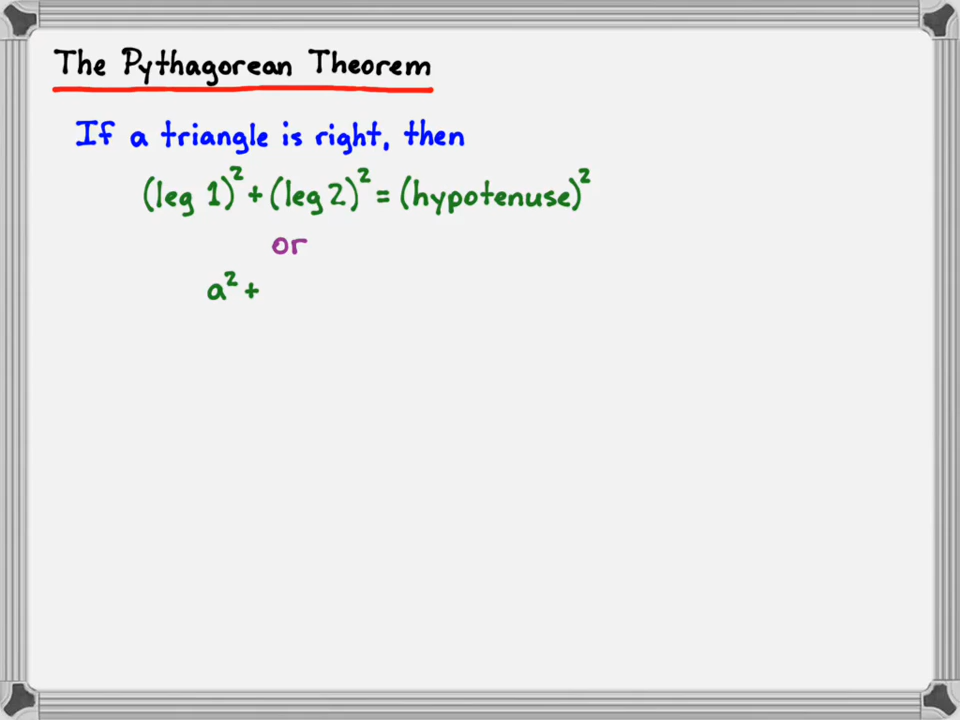 The Pythagorean Theorem
If a triangle is right, then
(leg 1)² + (leg 2)² = (hypotenuse)²
or
a² +